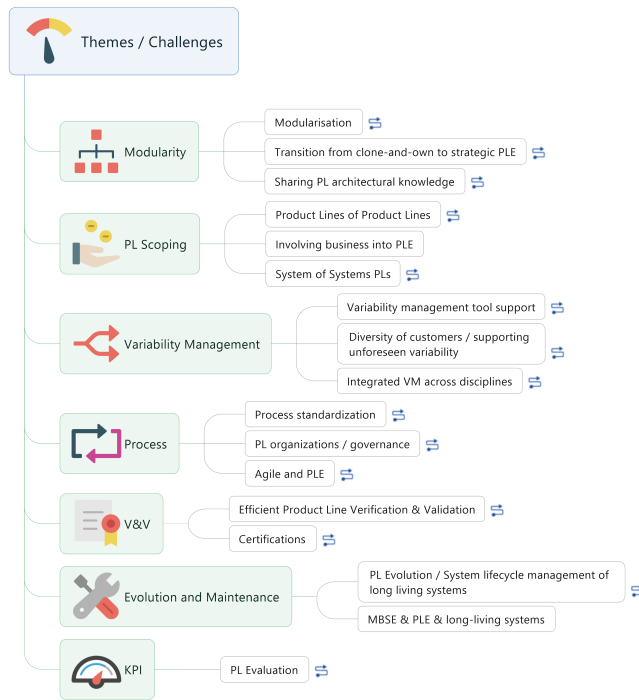 Themes / Challenges
Modularity
Modularisation
Transition from clone-and-own to strategic PLE
Sharing PL architectural knowledge
PL Scoping
Product Lines of Product Lines
Involving business into PLE
System of Systems PLs
Variability Management
Variability management tool support
Diversity of customers / supporting
unforeseen variability
Integrated VM across disciplines
Process
Process standardization
PL organizations / governance
Agile and PLE
V&V
Efficient Product Line Verification & Validation
Certifications
Evolution and Maintenance
PL Evolution / System lifecycle management of
long living systems
MBSE & PLE & long-living systems
KPI
PL Evaluation